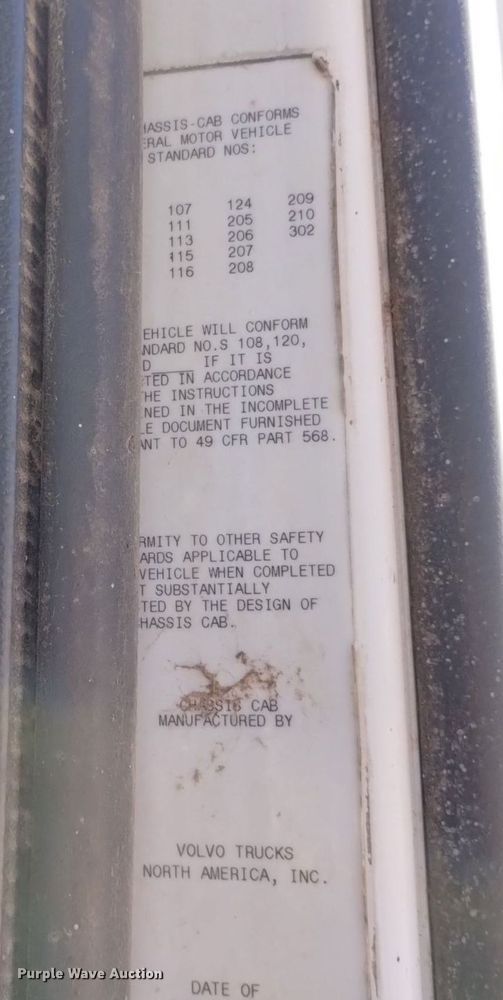 HASSIS-CAB CONFORMS
ERAL MOTOR VEHICLE
STANDARD NOS:
107 124 209
111 205 210
113 206 302
115 207
116 208
EHICLE WILL CONFORM
NDARD NO.S 108,120,
D____ IF IT IS
TED IN ACCORDANCE
HE INSTRUCTIONS
NED IN THE INCOMPLETE
LE DOCUMENT FURNISHED
ANT TO 49 CFR PART 568.
RMITY TO OTHER SAFETY
ARDS APPLICABLE TO
VEHICLE WHEN COMPLETED
T SUBSTANTIALLY
TED BY THE DESIGN OF
HASSIS CAB.
CHASSIS CAB
MANUFACTURED BY
VOLVO TRUCKS
NORTH AMERICA, INC.
DATE OF
Purple Wave Auction